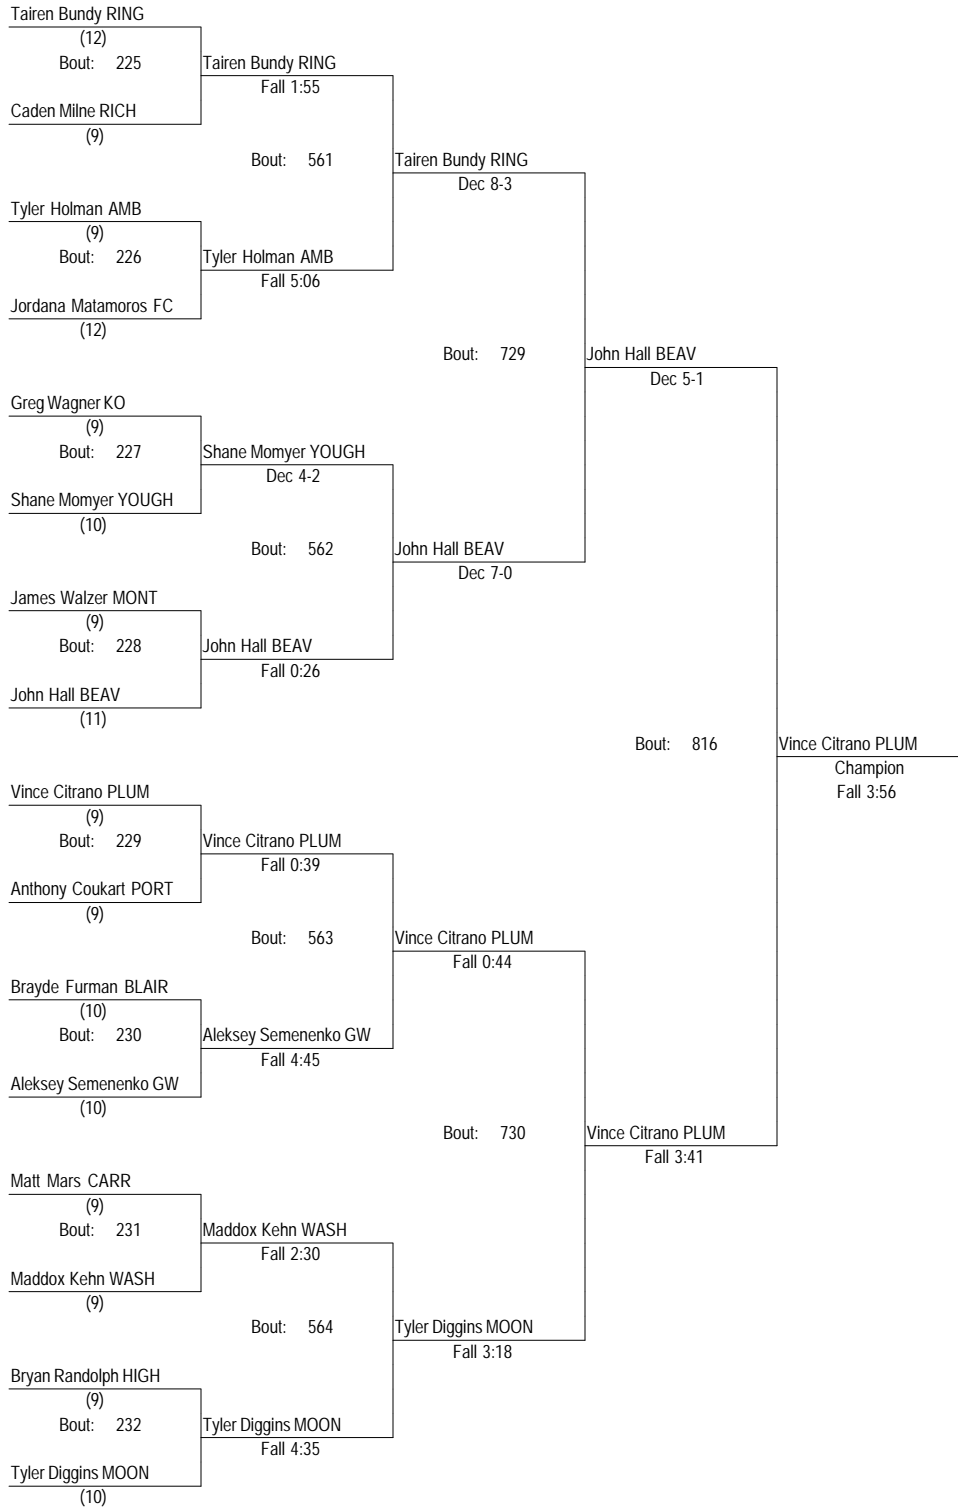 Tairen Bundy RING
(12)
Bout: 225
Tairen Bundy RING
Fall 1:55
Caden Milne RICH
(9)
Bout: 561
Tairen Bundy RING
Dec 8-3
Tyler Holman AMB
(9)
Bout: 226
Tyler Holman AMB
Fall 5:06
Jordana Matamoros FC
(12)
Bout: 729
John Hall BEAV
Dec 5-1
Greg Wagner KO
(9)
Bout: 227
Shane Momyer YOUGH
Dec 4-2
Shane Momyer YOUGH
(10)
Bout: 562
John Hall BEAV
Dec 7-0
James Walzer MONT
(9)
Bout: 228
John Hall BEAV
Fall 0:26
John Hall BEAV
(11)
Bout: 816
Vince Citrano PLUM
Champion
Fall 3:56
Vince Citrano PLUM
(9)
Bout: 229
Vince Citrano PLUM
Fall 0:39
Anthony Coukart PORT
(9)
Bout: 563
Vince Citrano PLUM
Fall 0:44
Brayde Furman BLAIR
(10)
Bout: 230
Aleksey Semenenko GW
Fall 4:45
Aleksey Semenenko GW
(10)
Bout: 730
Vince Citrano PLUM
Fall 3:41
Matt Mars CARR
(9)
Bout: 231
Maddox Kehn WASH
Fall 2:30
Maddox Kehn WASH
(9)
Bout: 564
Tyler Diggins MOON
Fall 3:18
Bryan Randolph HIGH
(9)
Bout: 232
Tyler Diggins MOON
Fall 4:35
Tyler Diggins MOON
(10)